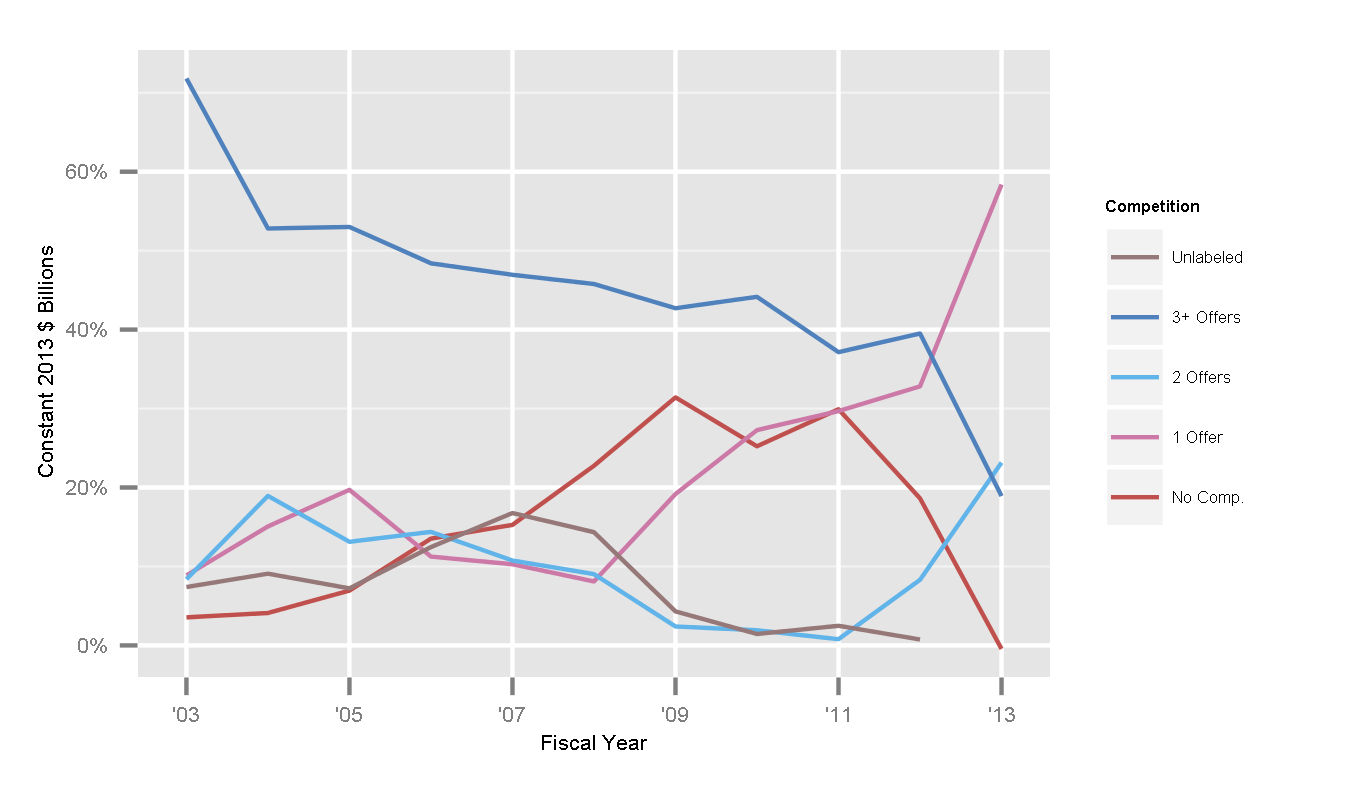 60%
40%
20%
0%
Constant 2013 $ Billions
'03 '05 '07 '09 '11 '13
Fiscal Year
Competition
Unlabeled
3+ Offers
2 Offers
1 Offer
No Comp.